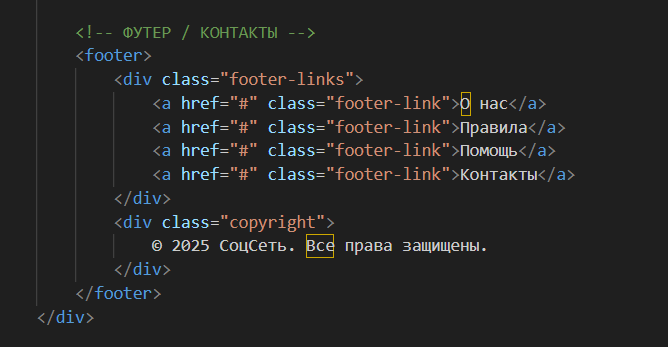 <!-- ФУТЕР / КОНТАКТЫ -->
<footer>
<div class="footer-links">
<a href="#" class="footer-link">О нас</a>
<a href="#" class="footer-link">Правила</a>
<a href="#" class="footer-link">Помощь</a>
<a href="#" class="footer-link">Контакты</a>
</div>
<div class="copyright">
© 2025 СоцСеть. Все права защищены.
</div>
</footer>
</div>